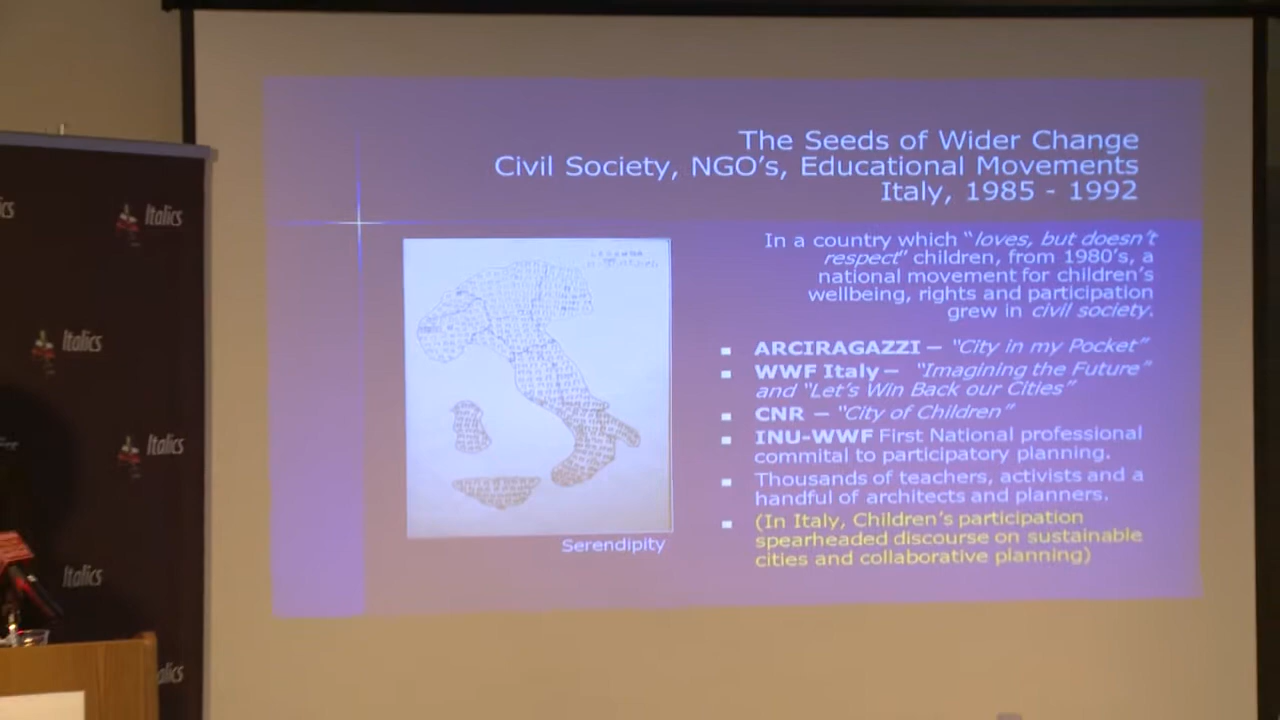 The Seeds of Wider Change
Civil Society, NGO's, Educational Movements
Italy, 1985 - 1992
In a country which "loves, but doesn't
respect" children, from 1980's, a
national movement for children's
wellbeing, rights and participation
grew in civil society.
ARCIRAGAZZI – "City in my Pocket"
WWF Italy – "Imagining the Future"
and "Let's Win Back our Cities"
CNR – "City of Children"
INU-WWF First National professional
commital to participatory planning.
Thousands of teachers, activists and a
handful of architects and planners.
(In Italy, Children's participation
spearheaded discourse on sustainable
cities and collaborative planning)
Serendipity
LEGENDA
ics
Italics
Italics
Italics
Italics
alics